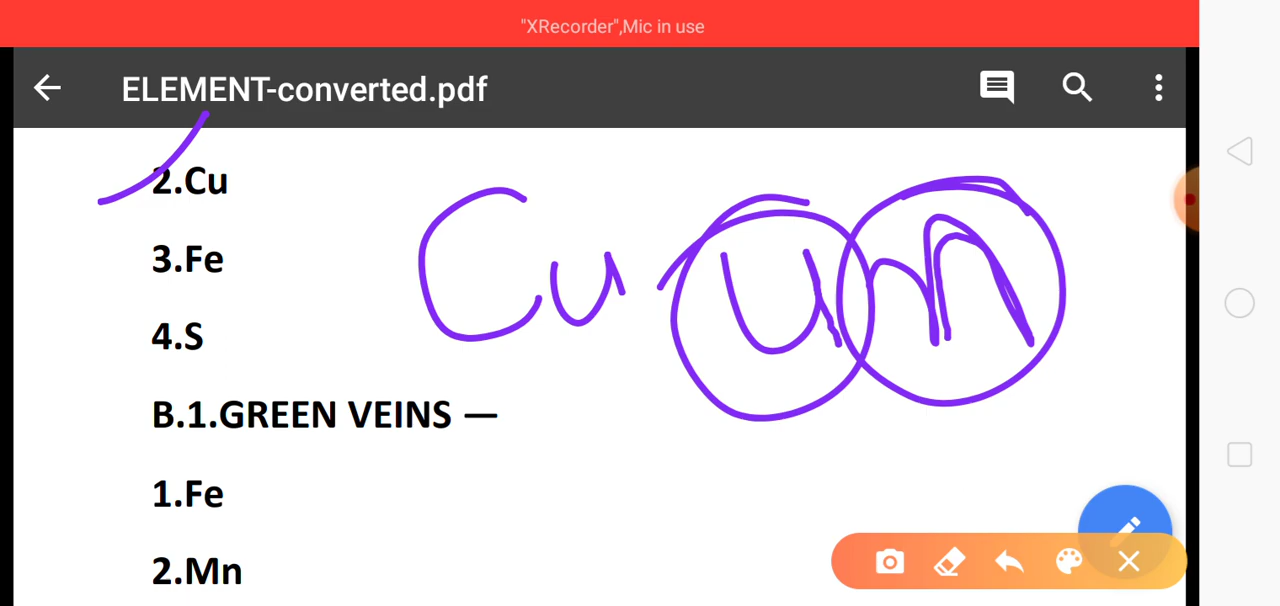 "XRecorder",Mic in use
ELEMENT-converted.pdf
2.Cu
Cu U n
3.Fe
4.S
B.1.GREEN VEINS —
1.Fe
2.Mn